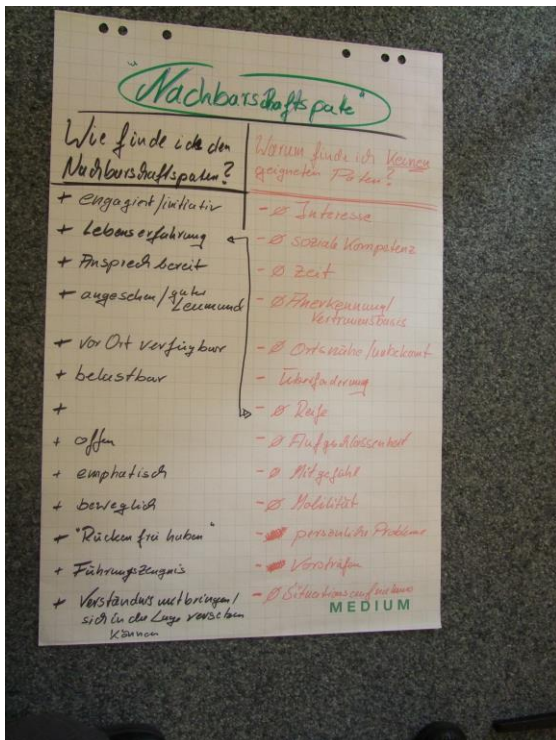 "Nachbarschaftspate"
Wie finde ich den
Nachbarschaftspaten?
+ engagiert/initiativ
+ Lebenserfahrung
+ Ansprechbereit
+ angesehen/guter
Leumund
+ vor Ort verfügbar
+ belastbar
+
+ offen
+ emphatisch
+ beweglich
+ "Rücken frei haben"
+ Führungszeugnis
+ Verständnis mitbringen/
sich in die Lage versetzen
können
Warum finde ich keinen
geeigneten Paten?
- Ø Interesse
- Ø soziale Kompetenz
- Ø Zeit
- Ø Anerkennung/
Vertrauensbasis
- Ø Ortsnähe/unbekannt
- Überforderung
- Ø Reife
- Ø Aufgeschlossenheit
- Ø Mitgefühl
- Ø Mobilität
- persönliche Probleme
- Vorstrafen
- Ø
MEDIUM